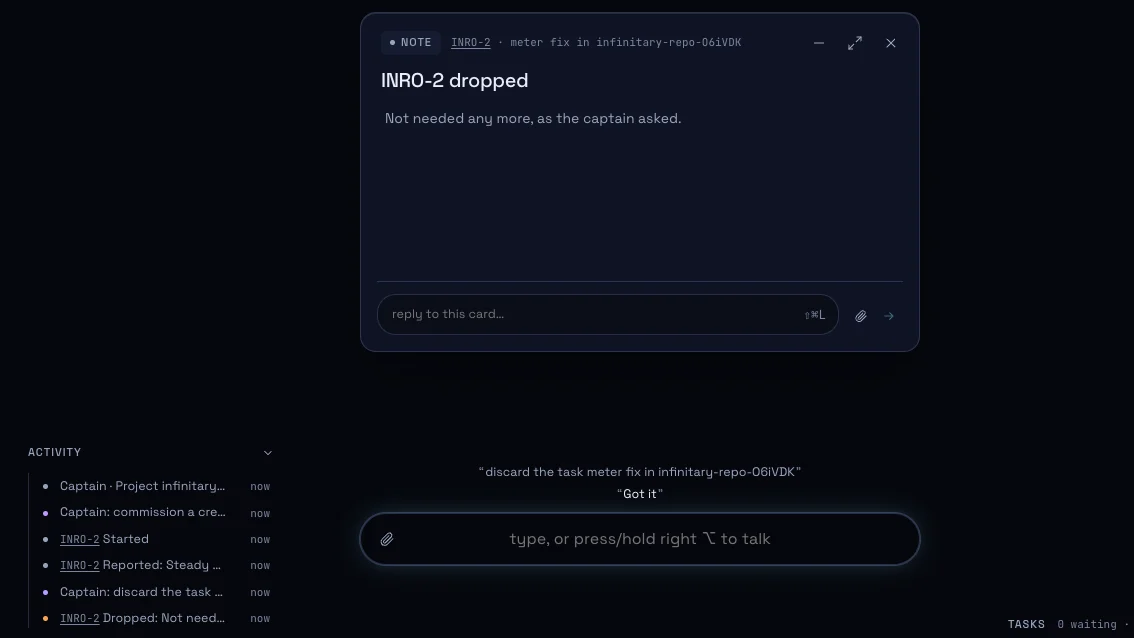 NOTE INRO-2 · meter fix in infinitary-repo-O6iVDK
INRO-2 dropped
Not needed any more, as the captain asked.
reply to this card... ⇧⌘L
ACTIVITY
Captain · Project infinitary... now
Captain: commission a cre... now
INRO-2 Started now
INRO-2 Reported: Steady ... now
Captain: discard the task ... now
INRO-2 Dropped: Not need... now
“discard the task meter fix in infinitary-repo-O6iVDK”
“Got it”
type, or press/hold right ⌥ to talk
TASKS 0 waiting ·